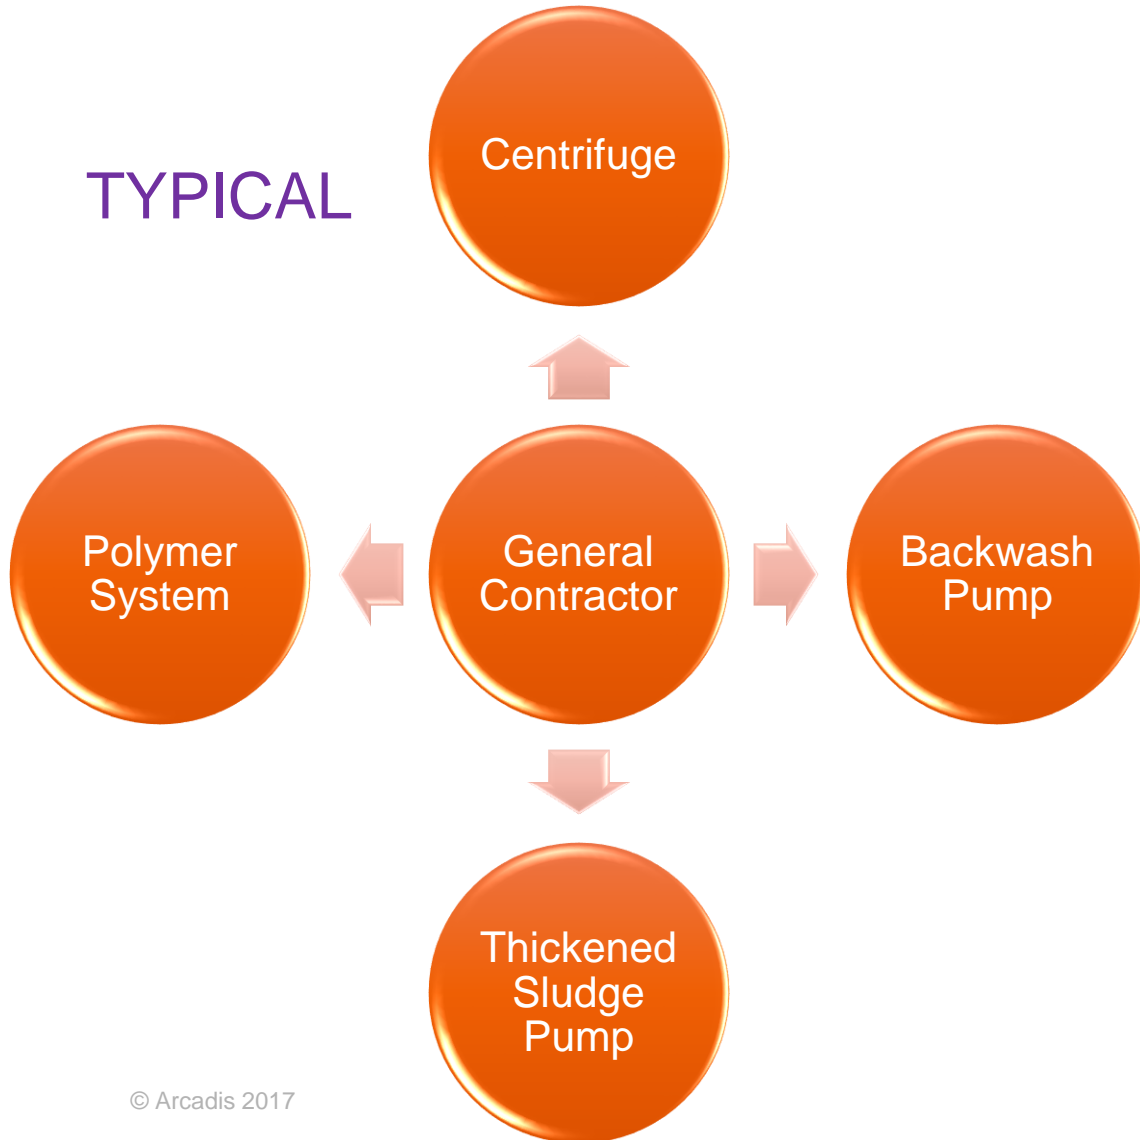 Centrifuge
TYPICAL
Polymer
System
General
Contractor
Backwash
Pump
Thickened
Sludge
Pump
© Arcadis 2017